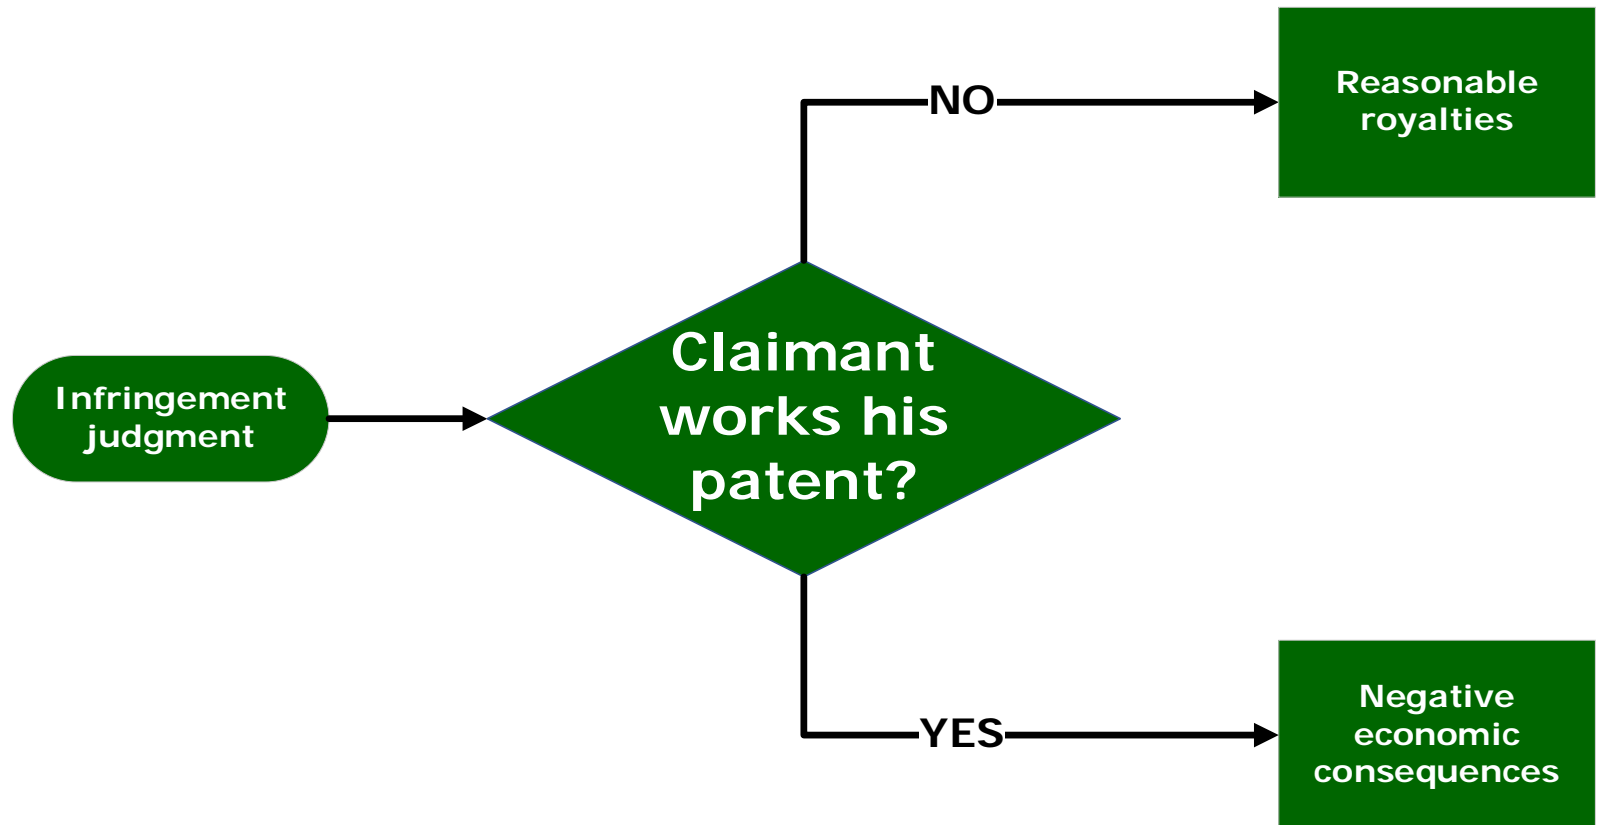 Infringement
judgment
Claimant
works his
patent?
NO
Reasonable
royalties
YES
Negative
economic
consequences